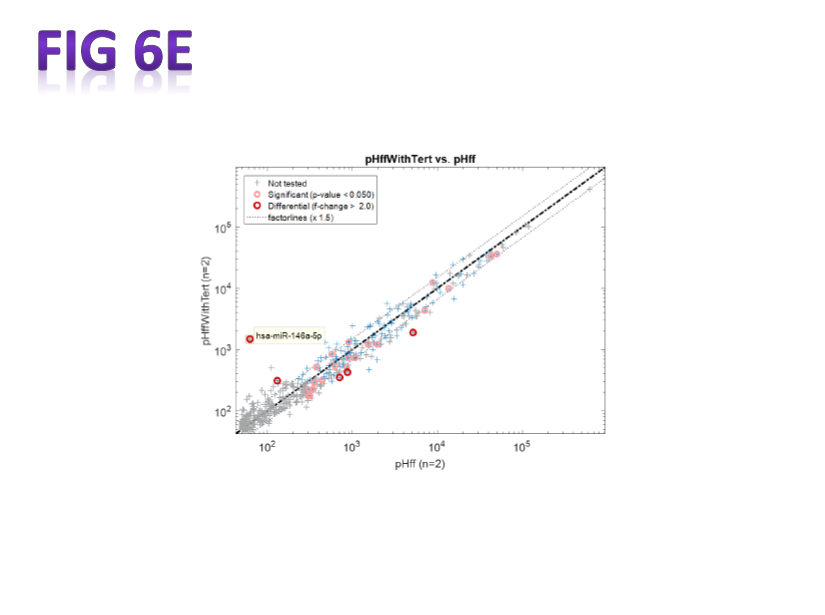 FIG 6E
pHffWithTert vs. pHff
Not tested
Significant (p-value <0.050)
Differential (f-change > 2.0)
factorlines (x 1.5)
hsa-miR-146a-5p
pHffWithTert (n=2)
10^5
10^4
10^3
10^2
10^2 10^3 10^4 10^5
pHff (n=2)